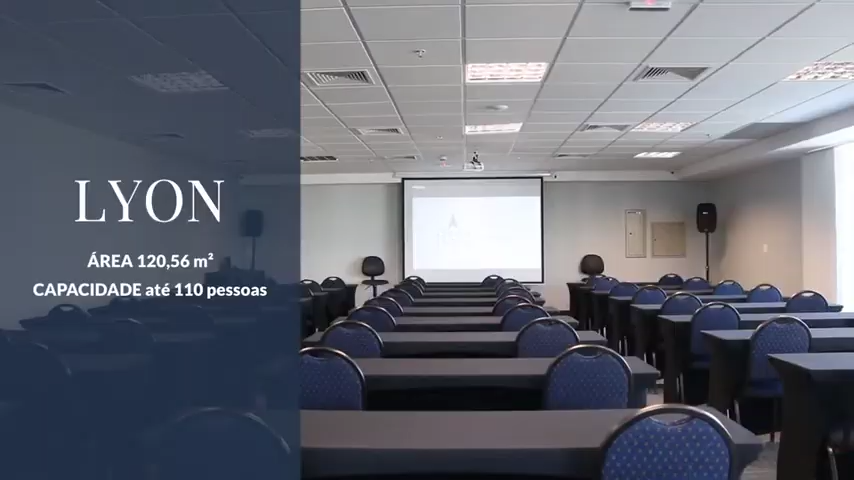 LYON
ÁREA 120,56 m²
CAPACIDADE até 110 pessoas